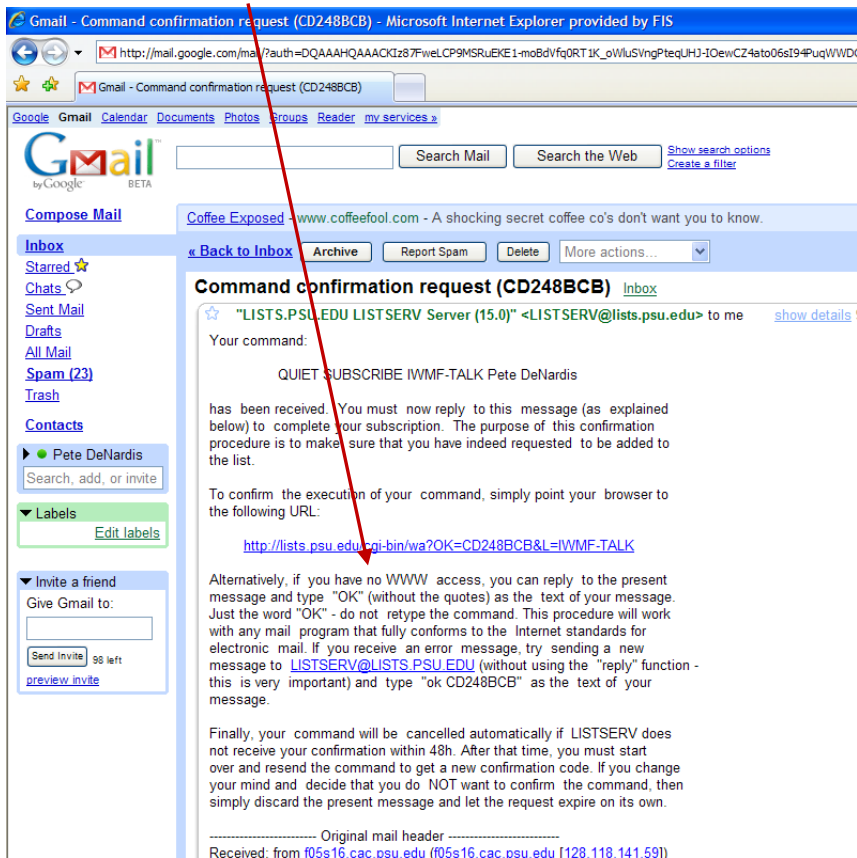 Gmail - Command confirmation request (CD248BCB) - Microsoft Internet Explorer provided by FIS
Gmail - Command confirmation request (CD248BCB)
Google Gmail Calendar Documents Photos Groups Reader my services »
Gmail
by Google BETA
Search Mail
Search the Web
Show search options
Create a filter
Compose Mail
Inbox
Starred
Chats
Sent Mail
Drafts
All Mail
Spam (23)
Trash
Contacts
Pete DeNardis
Search, add, or invite
Labels
Edit labels
Invite a friend
Give Gmail to:
Send Invite 98 left
preview invite
Coffee Exposed - www.coffeefool.com - A shocking secret coffee co's don't want you to know.
« Back to Inbox Archive Report Spam Delete More actions...
Command confirmation request (CD248BCB) Inbox
"LISTS.PSU.EDU LISTSERV Server (15.0)" <LISTSERV@lists.psu.edu> to me show details
Your command:
QUIET SUBSCRIBE IWMF-TALK Pete DeNardis
has been received. You must now reply to this message (as explained
below) to complete your subscription. The purpose of this confirmation
procedure is to make sure that you have indeed requested to be added to
the list.
To confirm the execution of your command, simply point your browser to
the following URL:
http://lists.psu.edu/cgi-bin/wa?OK=CD248BCB&L=IWMF-TALK
Alternatively, if you have no WWW access, you can reply to the present
message and type "OK" (without the quotes) as the text of your message.
Just the word "OK" - do not retype the command. This procedure will work
with any mail program that fully conforms to the Internet standards for
electronic mail. If you receive an error message, try sending a new
message to LISTSERV@LISTS.PSU.EDU (without using the "reply" function -
this is very important) and type "ok CD248BCB" as the text of your
message.
Finally, your command will be cancelled automatically if LISTSERV does
not receive your confirmation within 48h. After that time, you must start
over and resend the command to get a new confirmation code. If you change
your mind and decide that you do NOT want to confirm the command, then
simply discard the present message and let the request expire on its own.
------------------------- Original mail header --------------------------
Received: from f05s16.cac.psu.edu (f05s16.cac.psu.edu [128.118.141.59])